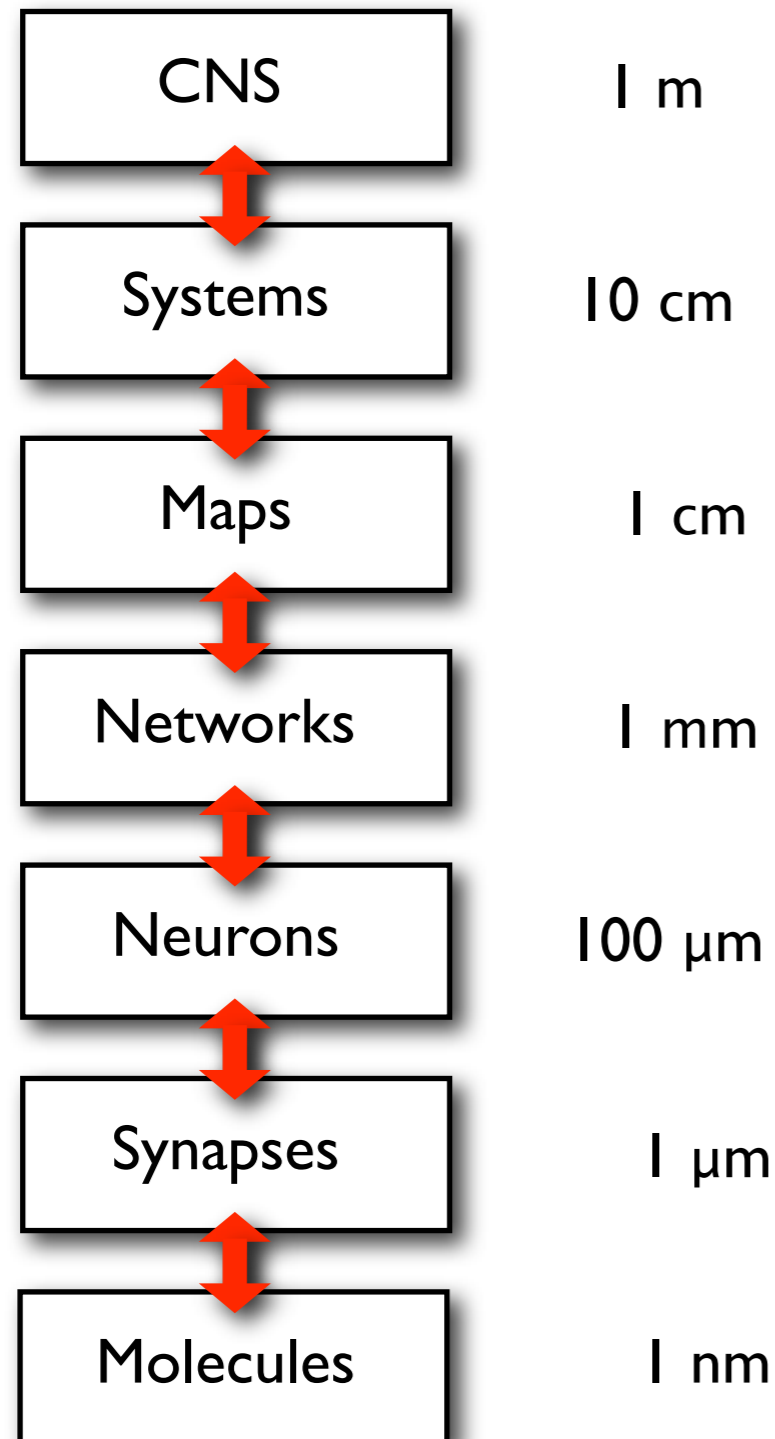 CNS 1 m
Systems 10 cm
Maps 1 cm
Networks 1 mm
Neurons 100 µm
Synapses 1 µm
Molecules 1 nm